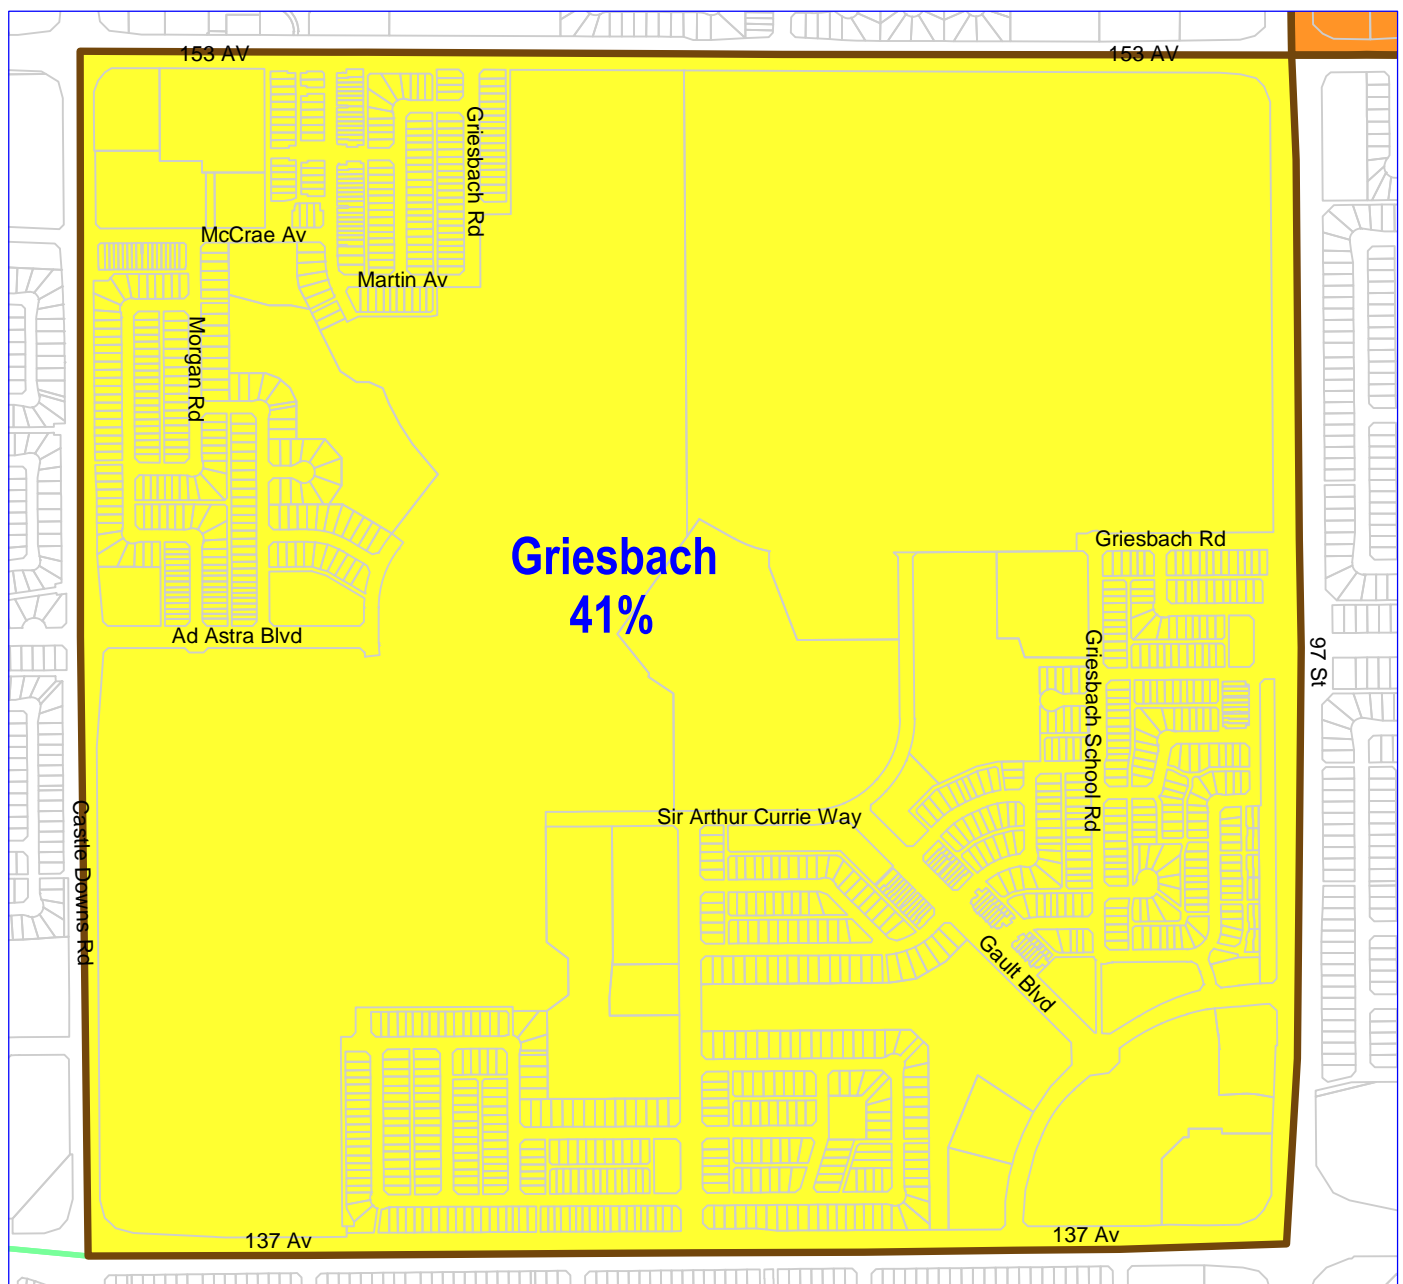 153 AV
153 AV
Griesbach Rd
McCrae Av
Martin Av
Morgan Rd
Griesbach Rd
Griesbach
41%
Ad Astra Blvd
Griesbach School Rd
97 St
Castle Downs Rd
Sir Arthur Currie Way
Gault Blvd
137 Av
137 Av